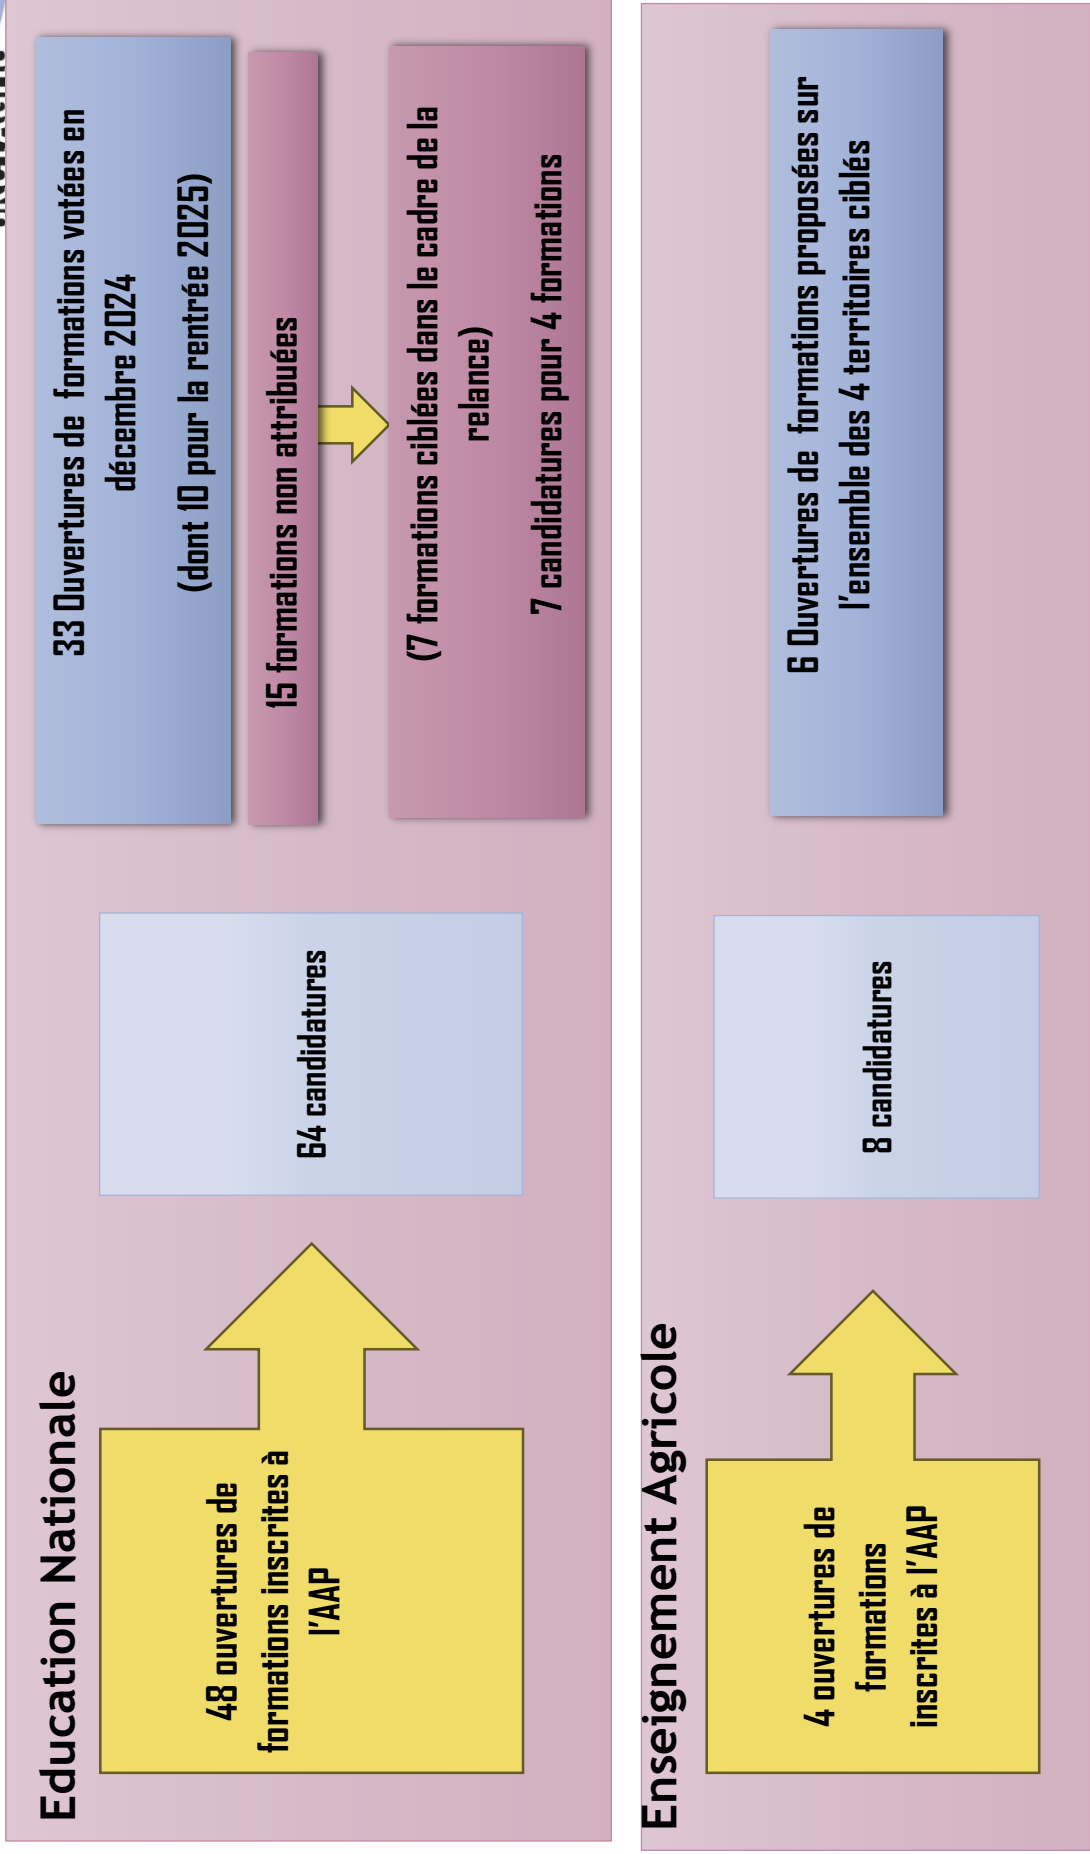 Education Nationale
48 ouvertures de
formations inscrites à
l'AAP
64 candidatures
33 Ouvertures de formations votées en
décembre 2024
(dont 10 pour la rentrée 2025)
15 formations non attribuées
(7 formations ciblées dans le cadre de la
relance)
7 candidatures pour 4 formations
Enseignement Agricole
4 ouvertures de
formations
inscrites à l'AAP
8 candidatures
6 Ouvertures de formations proposées sur
l'ensemble des 4 territoires ciblés